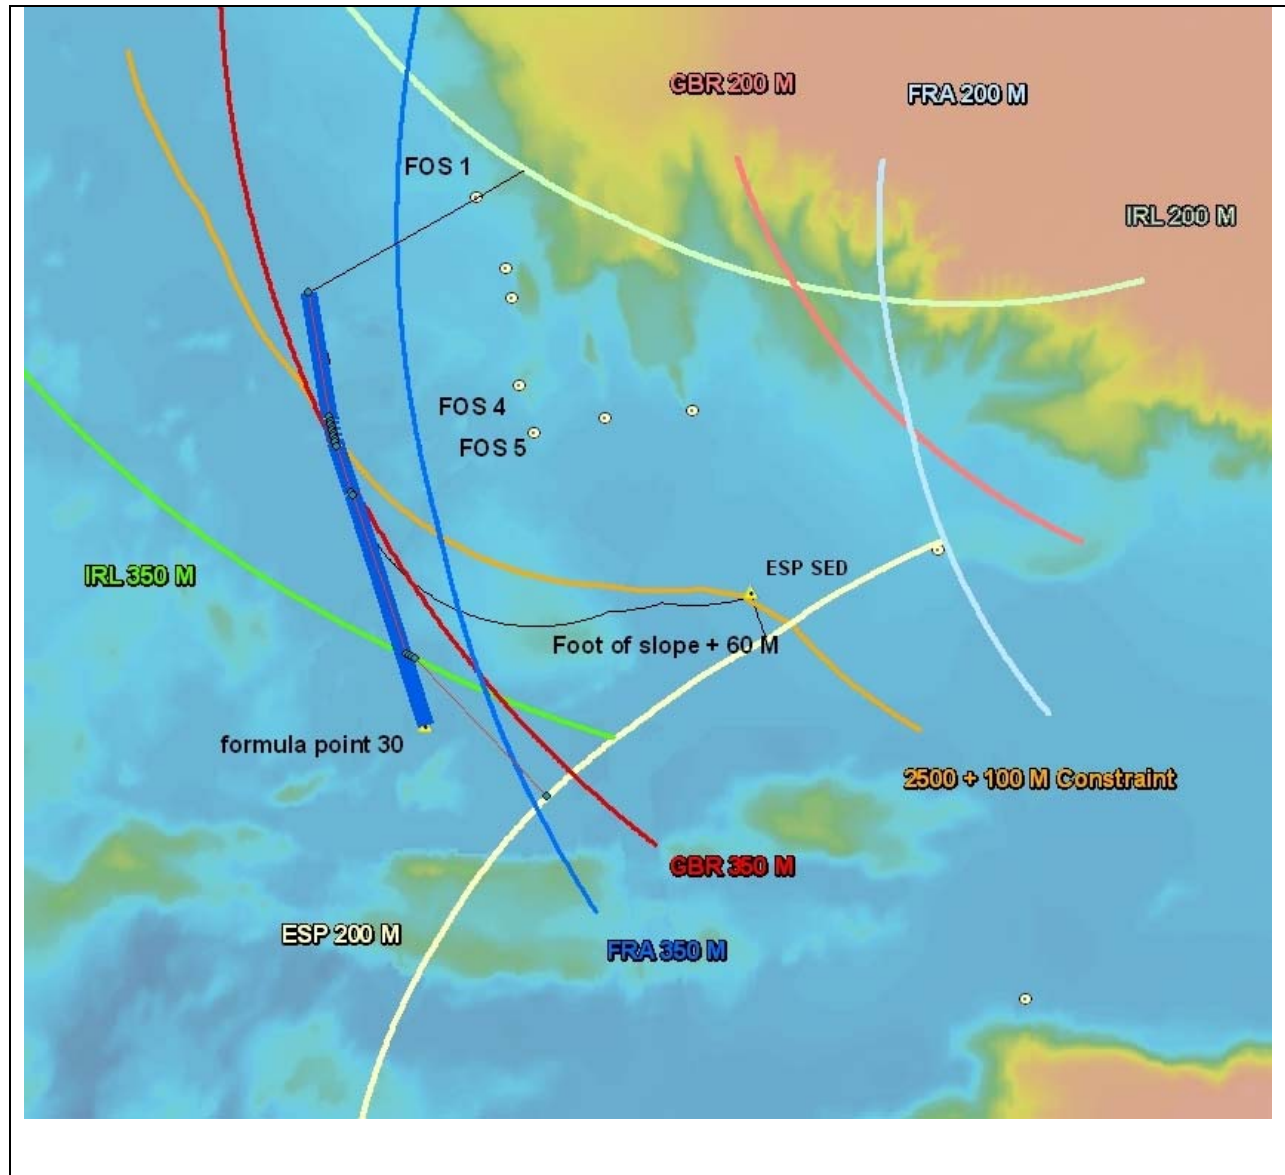 GBR 200 M
FRA 200 M
FOS 1
IRL 200 M
FOS 4
FOS 5
IRL 350 M
ESP SED
Foot of slope + 60 M
formula point 30
2500 + 100 M Constraint
GBR 350 M
ESP 200 M
FRA 350 M